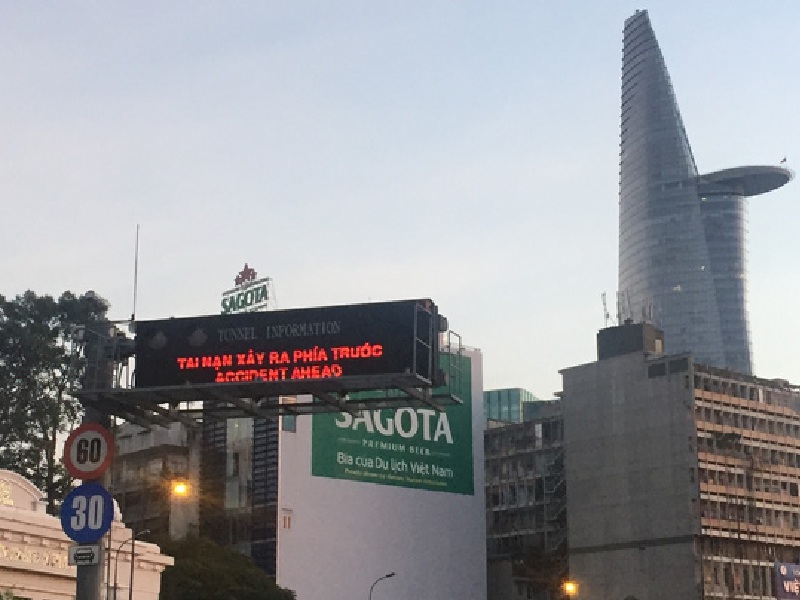 SAGOTA
TUNNEL INFORMATION
TAI NẠN XẢY RA PHÍA TRƯỚC
ACCIDENT AHEAD
SAGOTA
PREMIUM BEER
Bia của Du lịch Việt Nam
60
30
VIỆ